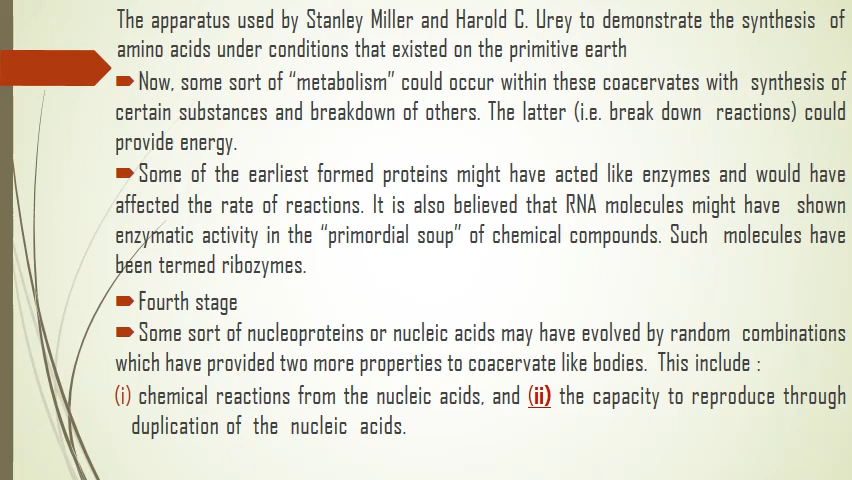 The apparatus used by Stanley Miller and Harold C. Urey to demonstrate the synthesis of
amino acids under conditions that existed on the primitive earth
Now, some sort of “metabolism” could occur within these coacervates with synthesis of
certain substances and breakdown of others. The latter (i.e. break down reactions) could
provide energy.
Some of the earliest formed proteins might have acted like enzymes and would have
affected the rate of reactions. It is also believed that RNA molecules might have shown
enzymatic activity in the “primordial soup” of chemical compounds. Such molecules have
been termed ribozymes.
Fourth stage
Some sort of nucleoproteins or nucleic acids may have evolved by random combinations
which have provided two more properties to coacervate like bodies. This include :
(i) chemical reactions from the nucleic acids, and (ii) the capacity to reproduce through
duplication of the nucleic acids.